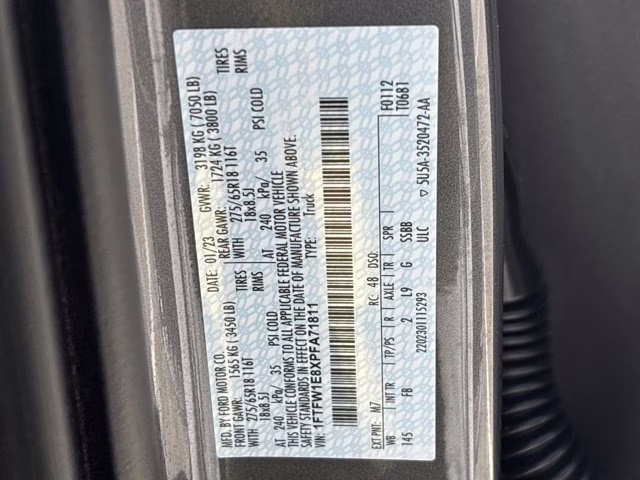 MFD. BY FORD MOTOR CO. DATE: 01/23 GVWR: 3198 KG (7050 LB)
FRONT GAWR: 1565 KG (3450 LB) REAR GAWR: 1724 KG (3800 LB)
WITH 275/65R18 116T TIRES WITH 275/65R18 116T TIRES
18x8.5J RIMS 18x8.5J RIMS
AT 240 kPa/ 35 PSI COLD AT 240 kPa/ 35 PSI COLD
THIS VEHICLE CONFORMS TO ALL APPLICABLE FEDERAL MOTOR VEHICLE
SAFETY STANDARDS IN EFFECT ON THE DATE OF MANUFACTURE SHOWN ABOVE.
VIN: 1FTFW1E8XPFA71811 TYPE: Truck
F0112
T0681
EXT PNT: M7 RC: 48 DSO:
WB INT TR TP/PS R AXLE TR SPR
145 FB 2 L9 G SSBB
2202301115293 ULC ▽ 5U5A-3520472-AA